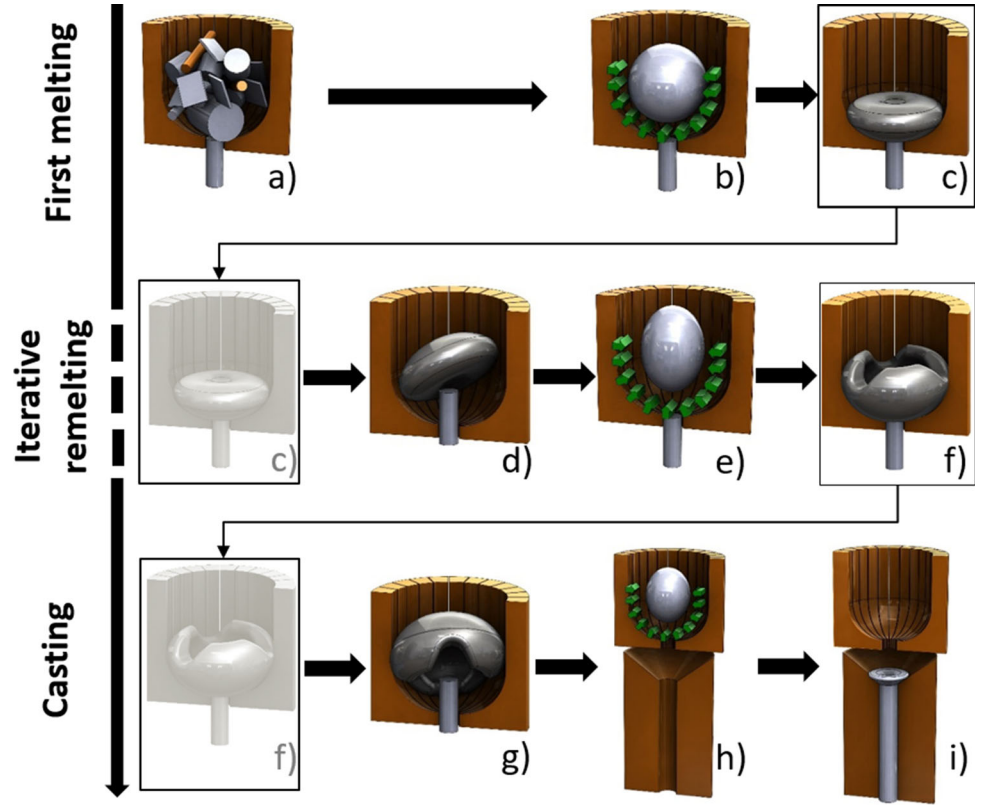 First melting
a)
b)
c)
Iterative
remelting
c)
d)
e)
f)
Casting
f)
g)
h)
i)